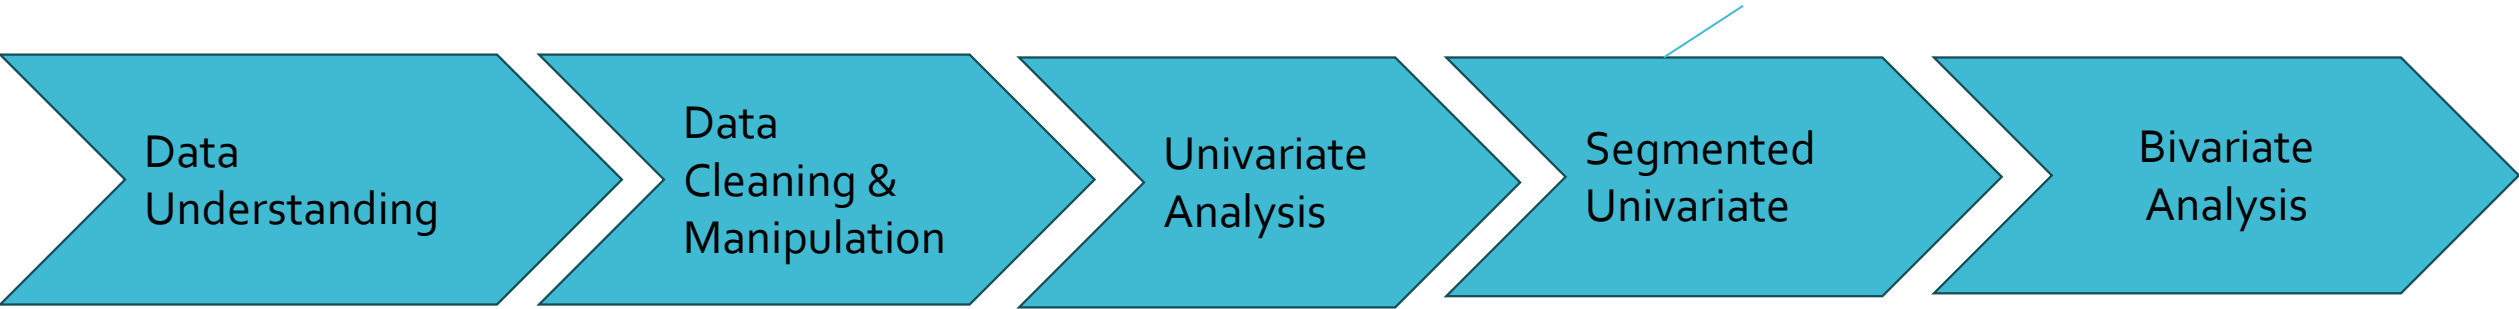 Data
Understanding
Data
Cleaning &
Manipulation
Univariate
Analysis
Segmented
Univariate
Bivariate
Analysis